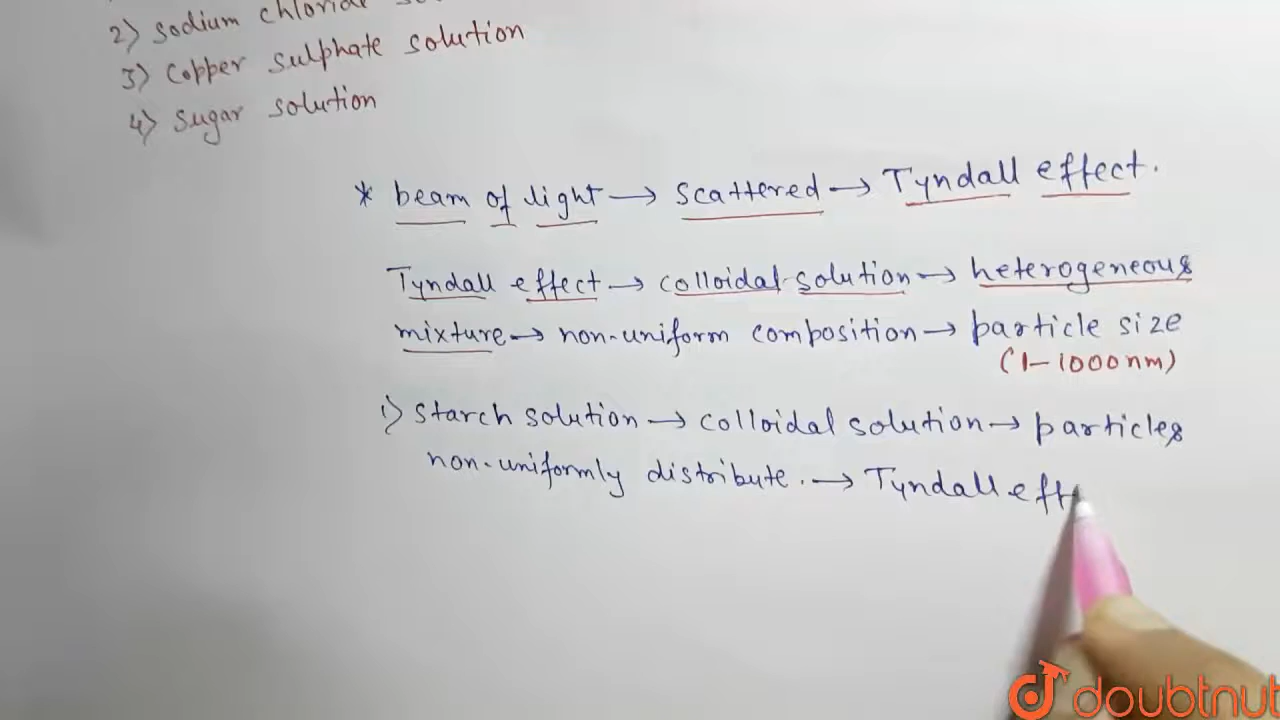 2) Sodium chloride
3) Copper sulphate solution
4) Sugar solution
* beam of light → scattered → Tyndall effect.
Tyndall effect → colloidal solution → heterogeneous
mixture → non-uniform composition → particle size
(1-1000nm)
1) Starch solution → colloidal solution → particles
non-uniformly distribute. → Tyndall eff
doubtnut